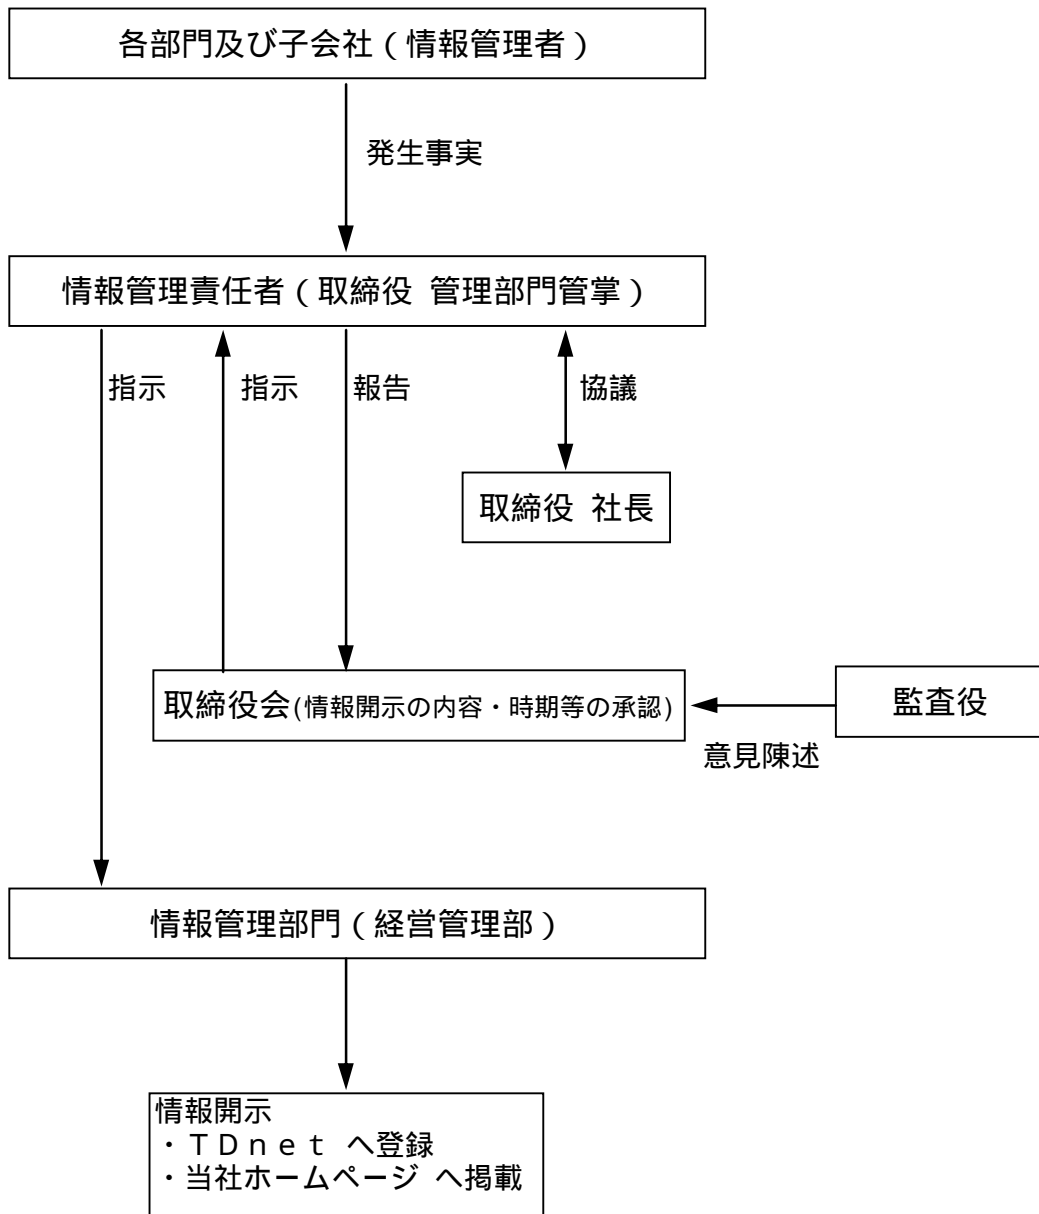 各部門及び子会社（情報管理者）
発生事実
情報管理責任者（取締役 管理部門管掌）
指示 指示 報告 協議
取締役 社長
取締役会(情報開示の内容・時期等の承認)
監査役
意見陳述
情報管理部門（経営管理部）
情報開示
・ＴＤｎｅｔ へ登録
・当社ホームページ へ掲載